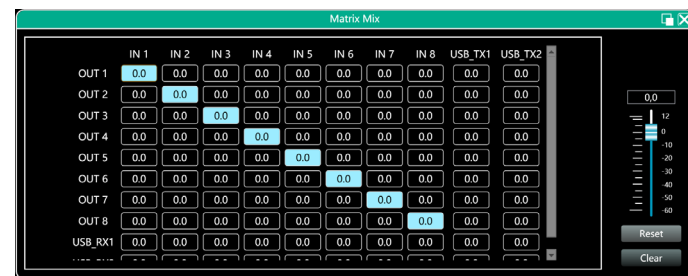 Matrix Mix
IN 1 IN 2 IN 3 IN 4 IN 5 IN 6 IN 7 IN 8 USB_TX1 USB_TX2
OUT 1 0.0 0.0 0.0 0.0 0.0 0.0 0.0 0.0 0.0 0.0
OUT 2 0.0 0.0 0.0 0.0 0.0 0.0 0.0 0.0 0.0 0.0
OUT 3 0.0 0.0 0.0 0.0 0.0 0.0 0.0 0.0 0.0 0.0
OUT 4 0.0 0.0 0.0 0.0 0.0 0.0 0.0 0.0 0.0 0.0
OUT 5 0.0 0.0 0.0 0.0 0.0 0.0 0.0 0.0 0.0 0.0
OUT 6 0.0 0.0 0.0 0.0 0.0 0.0 0.0 0.0 0.0 0.0
OUT 7 0.0 0.0 0.0 0.0 0.0 0.0 0.0 0.0 0.0 0.0
OUT 8 0.0 0.0 0.0 0.0 0.0 0.0 0.0 0.0 0.0 0.0
USB_RX1 0.0 0.0 0.0 0.0 0.0 0.0 0.0 0.0 0.0 0.0
0,0
12
0
-10
-20
-30
-40
-50
-60
Reset
Clear